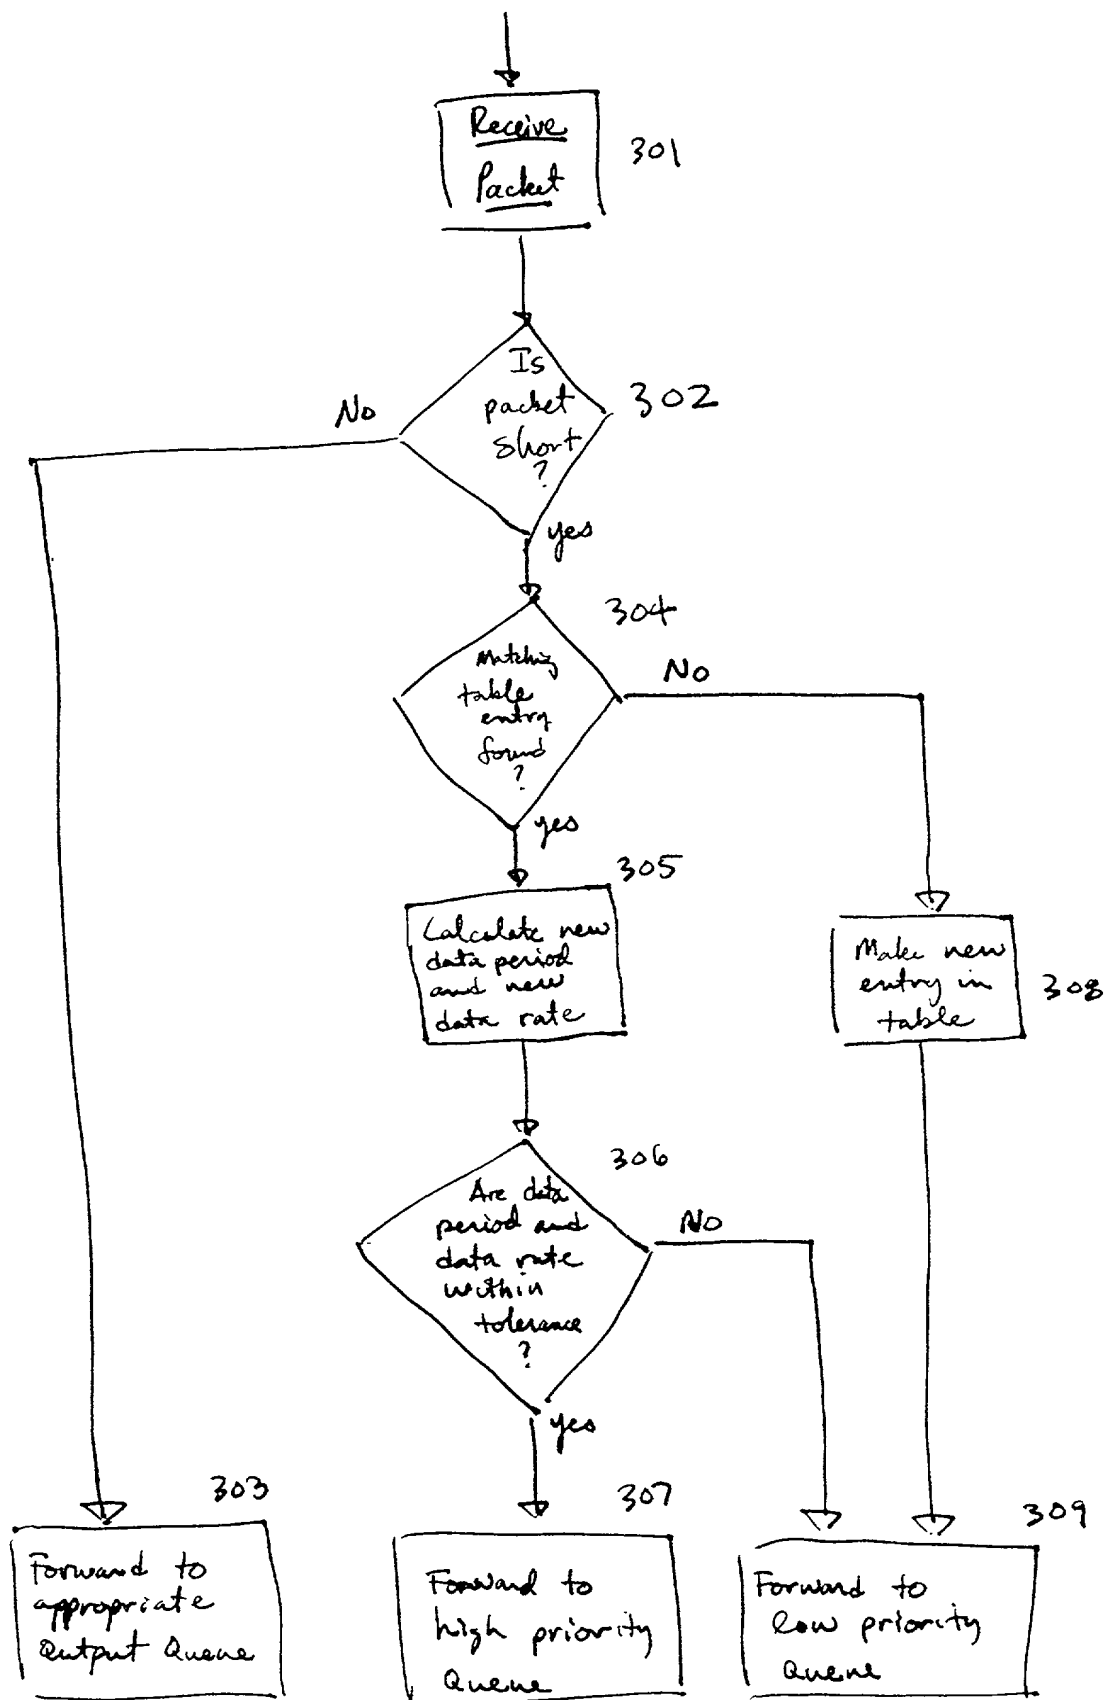 Receive
Packet
301
Is
packet
short
?
302
No
yes
304
Matching
table
entry
found
?
No
yes
305
Calculate new
data period
and new
data rate
Make new
entry in
table
308
306
Are data
period and
data rate
within
tolerance
?
No
yes
303
Forward to
appropriate
Output Queue
307
Forward to
high priority
Queue
309
Forward to
low priority
Queue